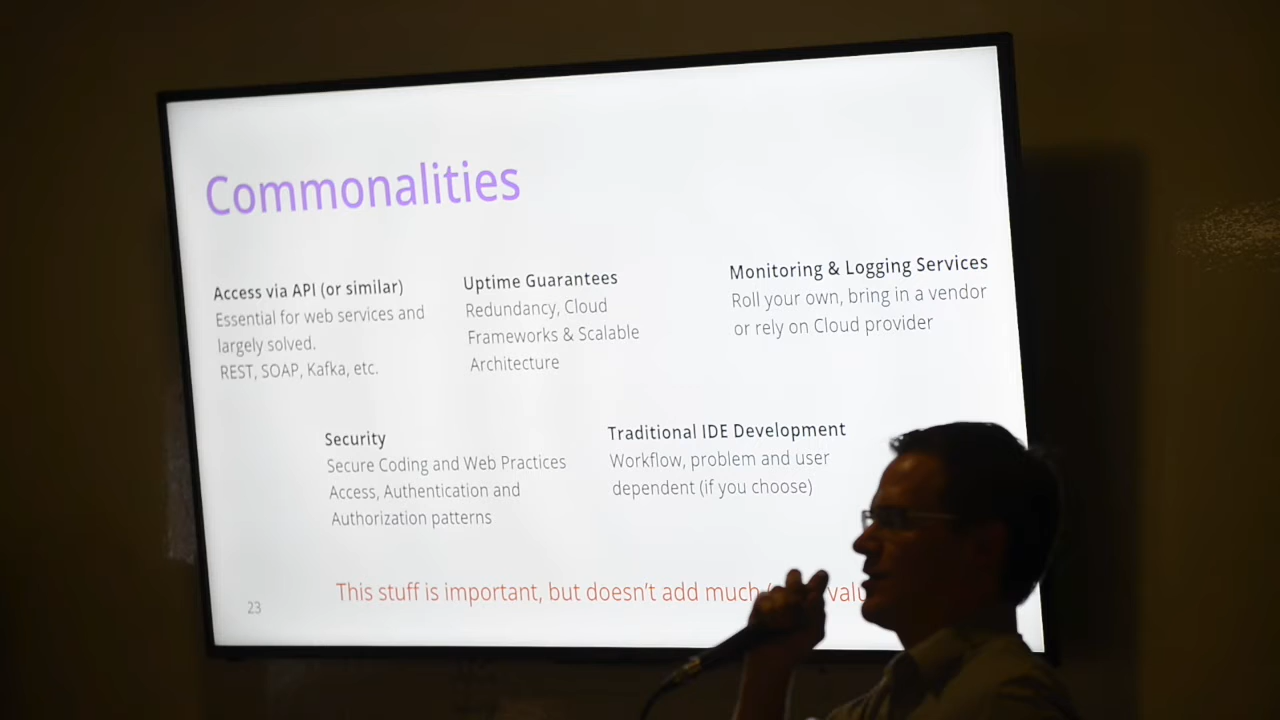 Commonalities
Access via API (or similar)
Essential for web services and
largely solved.
REST, SOAP, Kafka, etc.
Uptime Guarantees
Redundancy, Cloud
Frameworks & Scalable
Architecture
Monitoring & Logging Services
Roll your own, bring in a vendor
or rely on Cloud provider
Security
Secure Coding and Web Practices
Access, Authentication and
Authorization patterns
Traditional IDE Development
Workflow, problem and user
dependent (if you choose)
This stuff is important, but doesn't add much
23